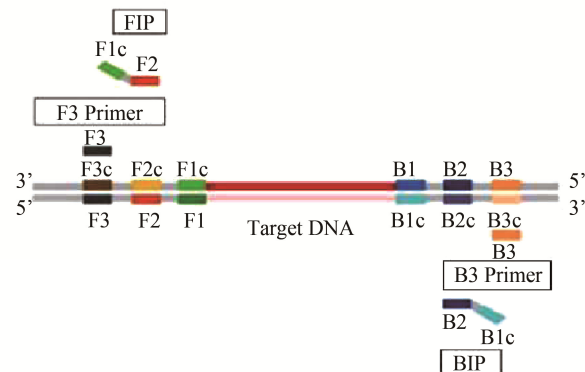 FIP
F1c F2
F3 Primer
F3
F3c F2c F1c B1 B2 B3
3’ 5’
5’ 3’
F3 F2 F1 B1c B2c B3c
Target DNA
B3
B3 Primer
B2 B1c
BIP